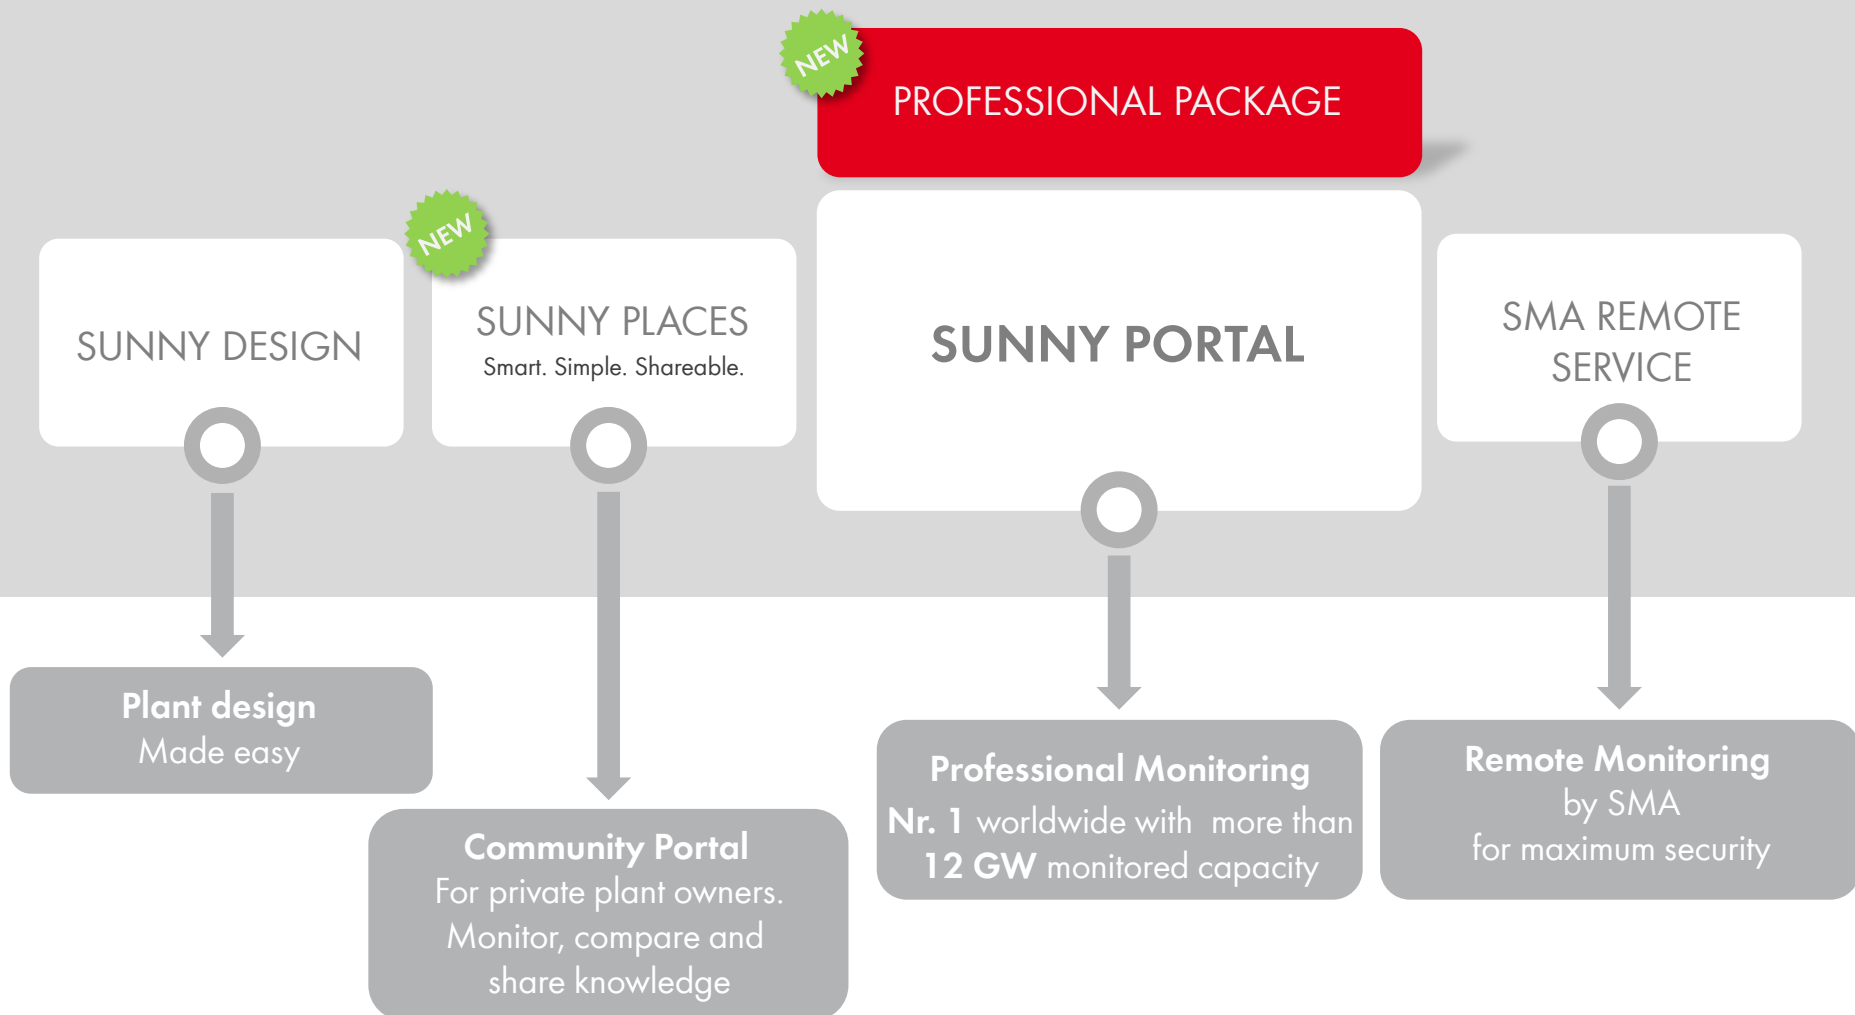 NEW
PROFESSIONAL PACKAGE
SUNNY DESIGN
NEW
SUNNY PLACES
Smart. Simple. Shareable.
SUNNY PORTAL
SMA REMOTE
SERVICE
Plant design
Made easy
Community Portal
For private plant owners.
Monitor, compare and
share knowledge
Professional Monitoring
Nr. 1 worldwide with  more than
12 GW monitored capacity
Remote Monitoring
by SMA
for maximum security